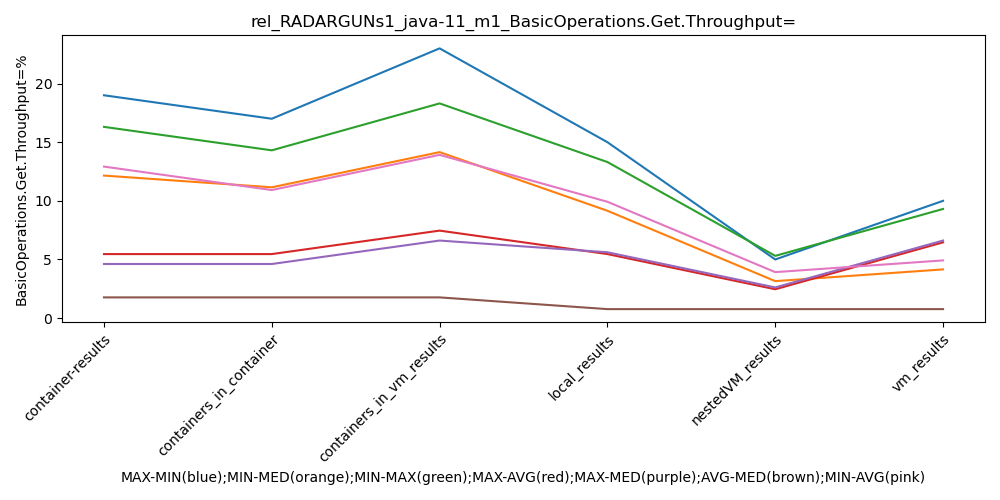 rel_RADARGUNs1_java-11_m1_BasicOperations.Get.Throughput=
BasicOperations.Get.Throughput=%
20
15
10
5
0
container-results
containers_in_container
containers_in_vm_results
local_results
nestedVM_results
vm_results
MAX-MIN(blue);MIN-MED(orange);MIN-MAX(green);MAX-AVG(red);MAX-MED(purple);AVG-MED(brown);MIN-AVG(pink)